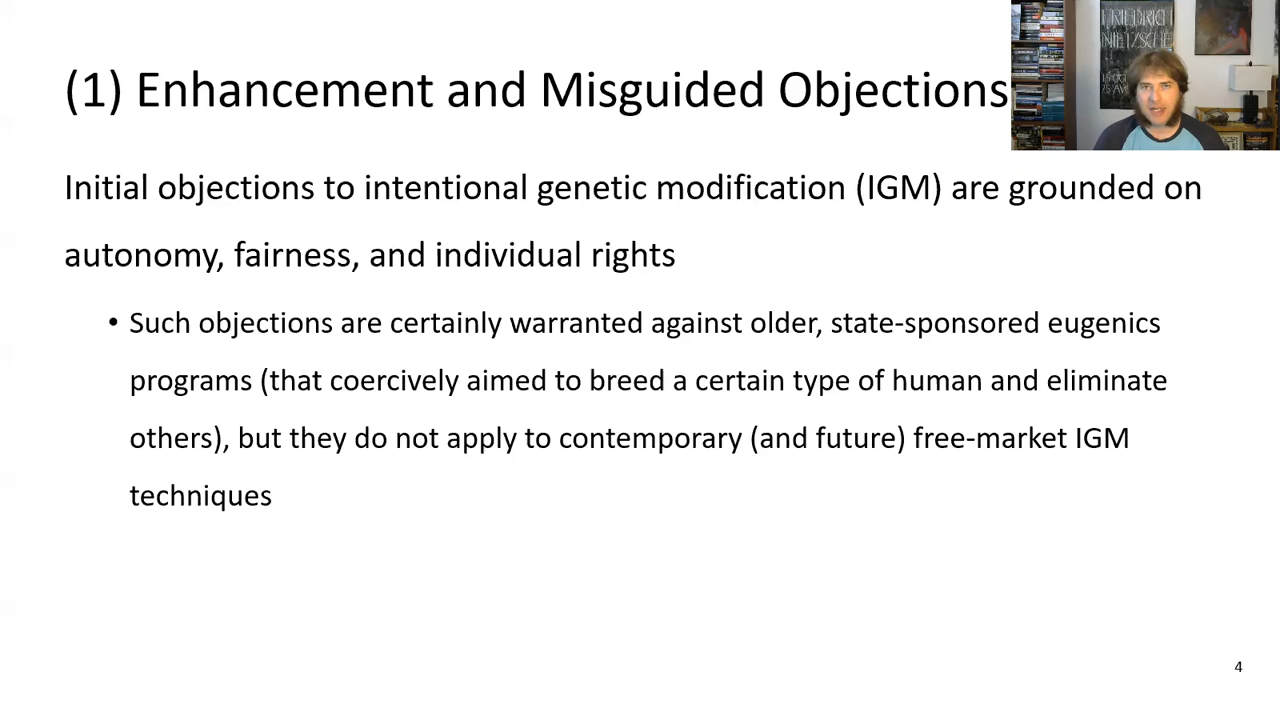 (1) Enhancement and Misguided Objections
FRIEDRICH
NIETZSCHE
Initial objections to intentional genetic modification (IGM) are grounded on
autonomy, fairness, and individual rights
• Such objections are certainly warranted against older, state-sponsored eugenics
programs (that coercively aimed to breed a certain type of human and eliminate
others), but they do not apply to contemporary (and future) free-market IGM
techniques
4